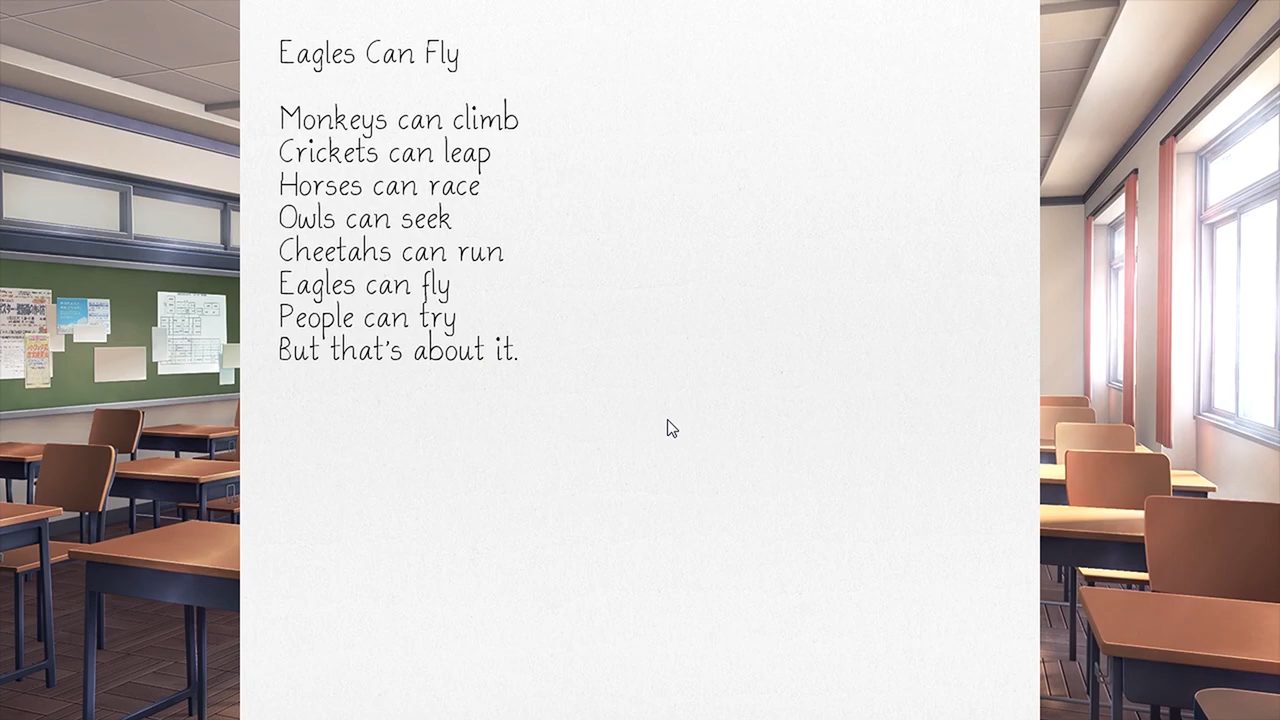 Eagles Can Fly
Monkeys can climb
Crickets can leap
Horses can race
Owls can seek
Cheetahs can run
Eagles can fly
People can try
But that's about it.